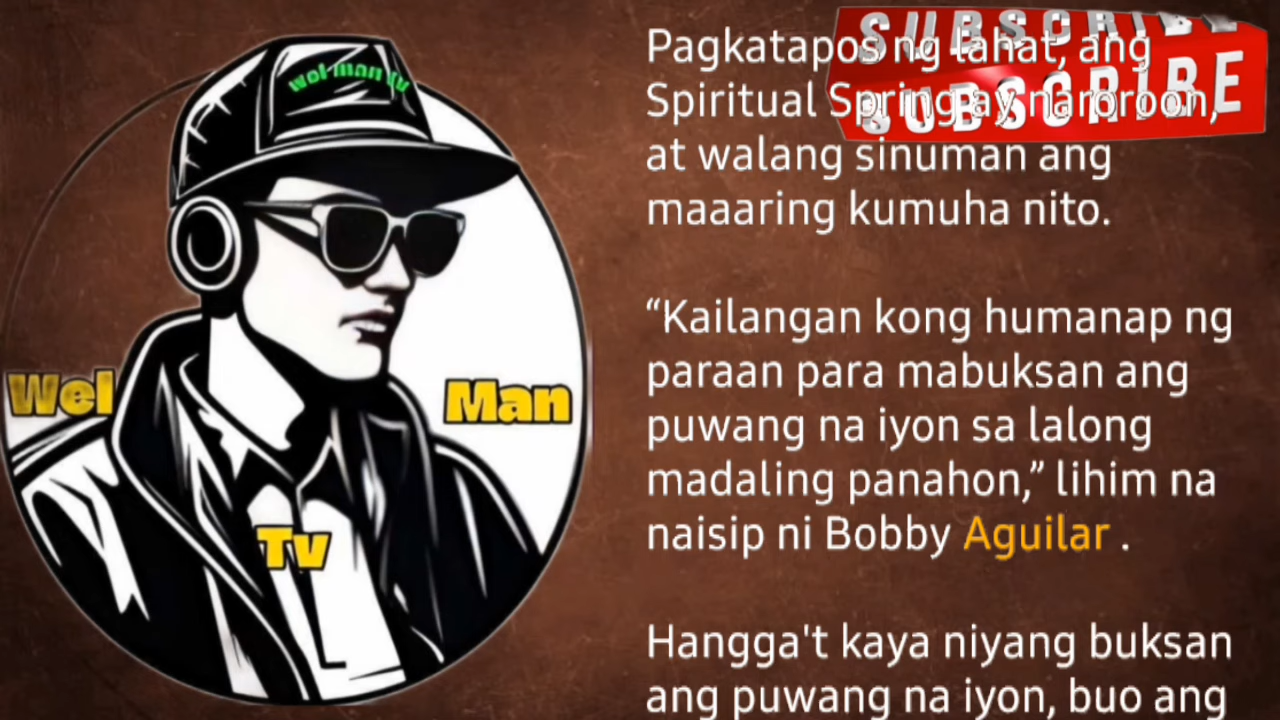 wel man tv
Wel
Man
Tv
SUBSCRIBE
SUBSCRIBE
Pagkatapos ng lahat, ang
Spiritual Spring ay naroroon,
at walang sinuman ang
maaaring kumuha nito.
“Kailangan kong humanap ng
paraan para mabuksan ang
puwang na iyon sa lalong
madaling panahon,” lihim na
naisip ni Bobby Aguilar .
Hangga't kaya niyang buksan
ang puwang na iyon, buo ang